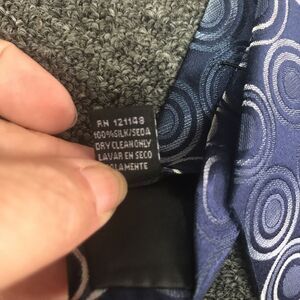 RN 121149
100%SILK/SEDA
DRY CLEAN ONLY
LAVAR EN SECO
SOLAMENTE